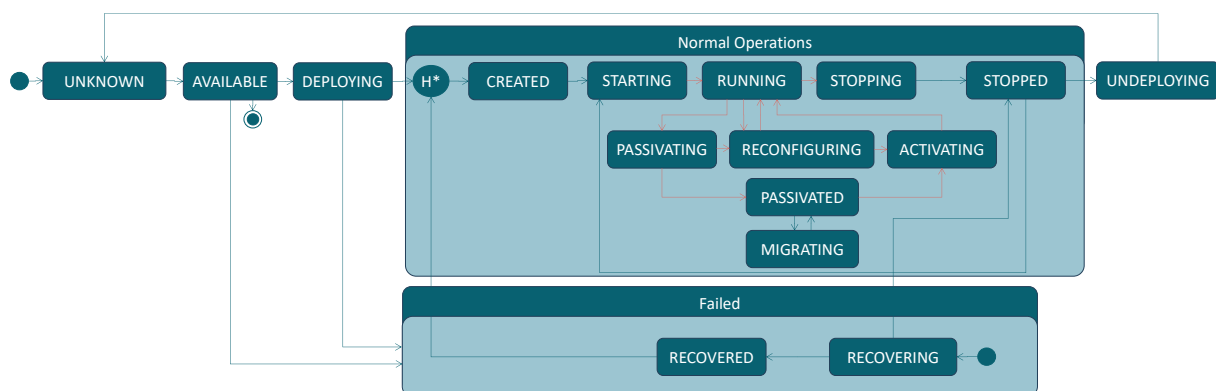 Normal Operations
UNKNOWN
AVAILABLE
DEPLOYING
H*
CREATED
STARTING
RUNNING
STOPPING
STOPPED
UNDEPLOYING
PASSIVATING
RECONFIGURING
ACTIVATING
PASSIVATED
MIGRATING
Failed
RECOVERED
RECOVERING